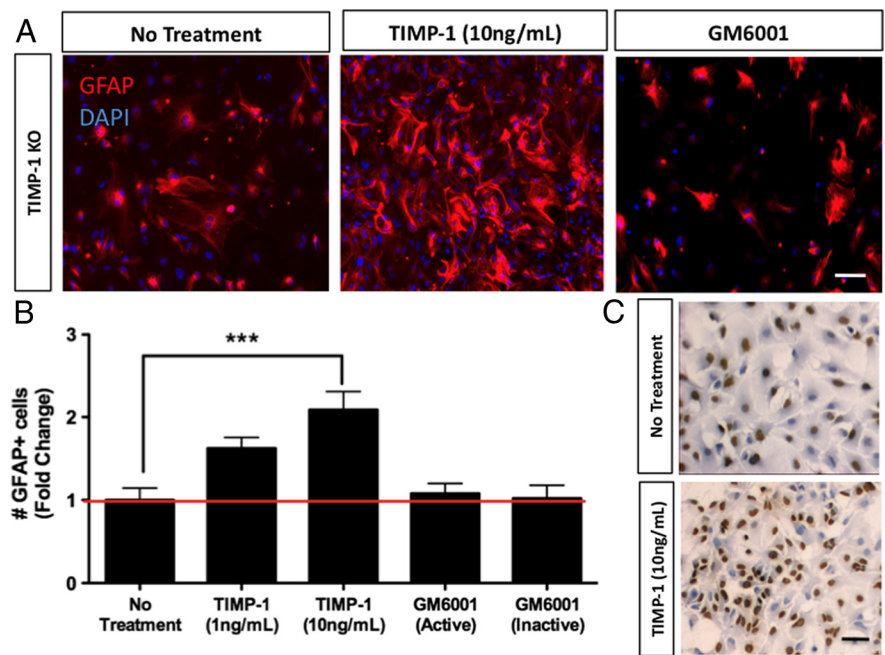 A
No Treatment
TIMP-1 (10ng/mL)
GM6001
TIMP-1 KO
GFAP
DAPI
B
# GFAP+ cells
(Fold Change)
3
2
1
0
***
No
Treatment
TIMP-1
(1ng/mL)
TIMP-1
(10ng/mL)
GM6001
(Active)
GM6001
(Inactive)
C
No Treatment
TIMP-1 (10ng/mL)